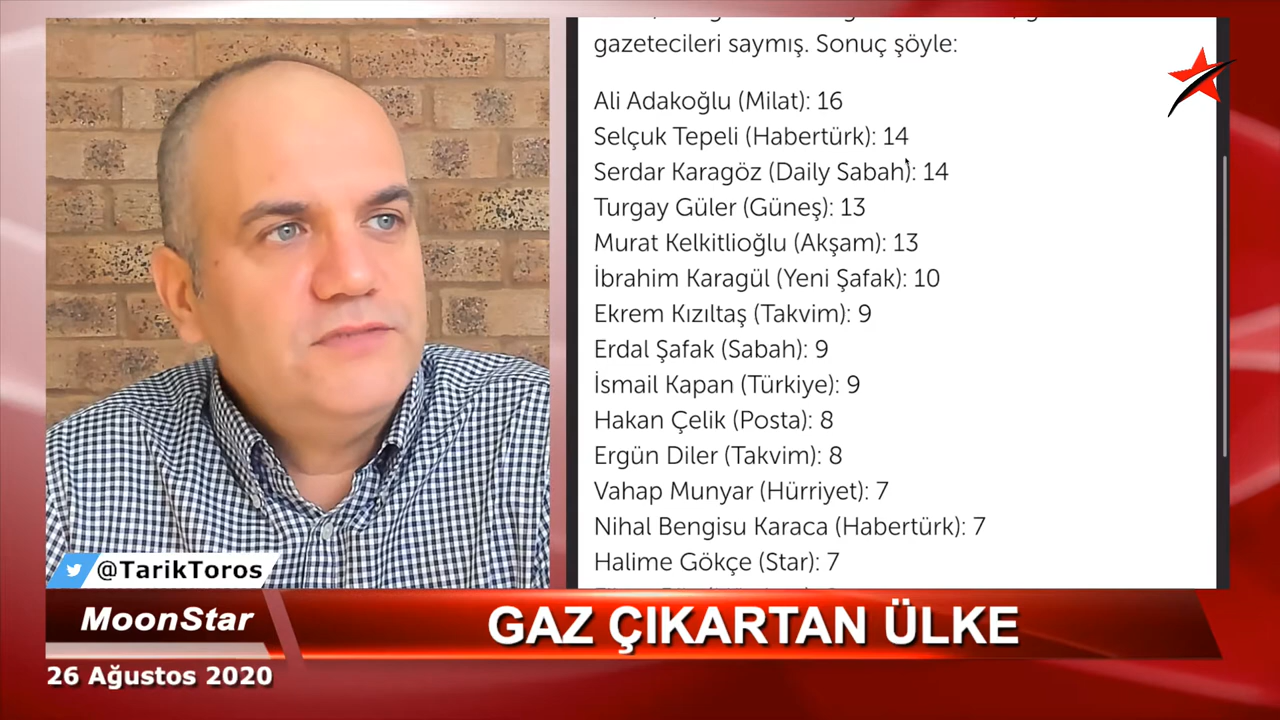 gazetecileri saymış. Sonuç şöyle:
Ali Adakoğlu (Milat): 16
Selçuk Tepeli (Habertürk): 14
Serdar Karagöz (Daily Sabah): 14
Turgay Güler (Güneş): 13
Murat Kelkitlioğlu (Akşam): 13
İbrahim Karagül (Yeni Şafak): 10
Ekrem Kızıltaş (Takvim): 9
Erdal Şafak (Sabah): 9
İsmail Kapan (Türkiye): 9
Hakan Çelik (Posta): 8
Ergün Diler (Takvim): 8
Vahap Munyar (Hürriyet): 7
Nihal Bengisu Karaca (Habertürk): 7
Halime Gökçe (Star): 7
@TarikToros
MoonStar
GAZ ÇIKARTAN ÜLKE
26 Ağustos 2020